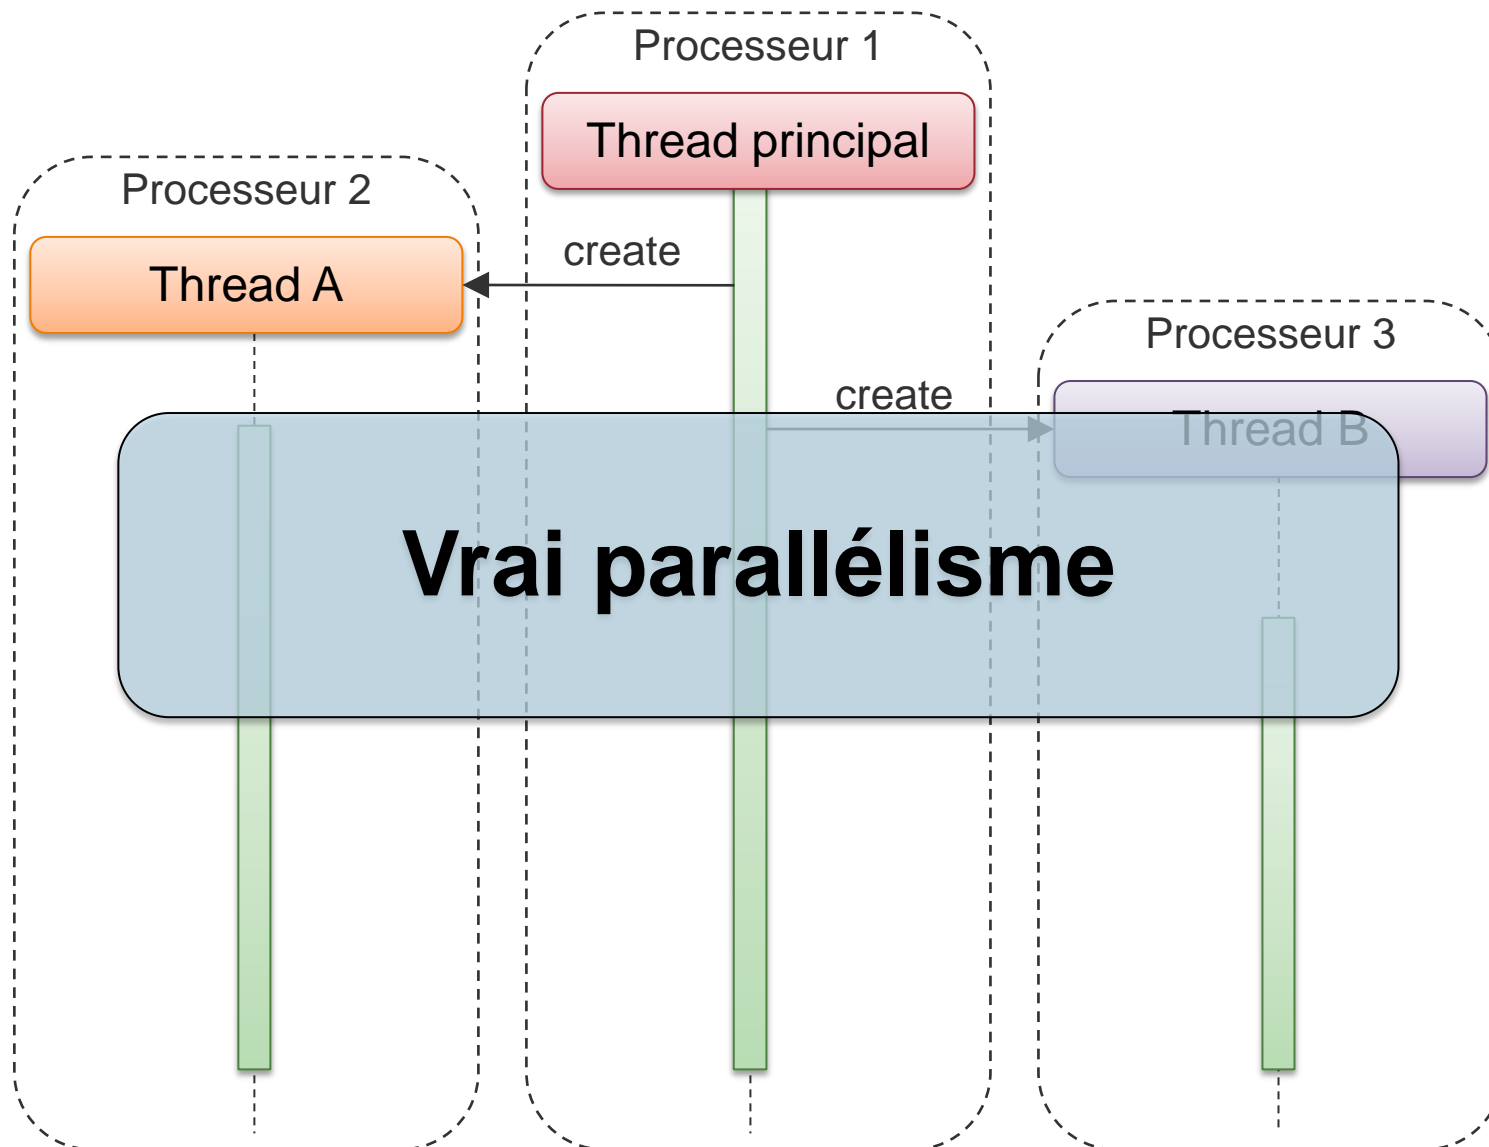 Processeur 1
Thread principal
Processeur 2
create
Thread A
Processeur 3
create
Thread B
Vrai parallélisme